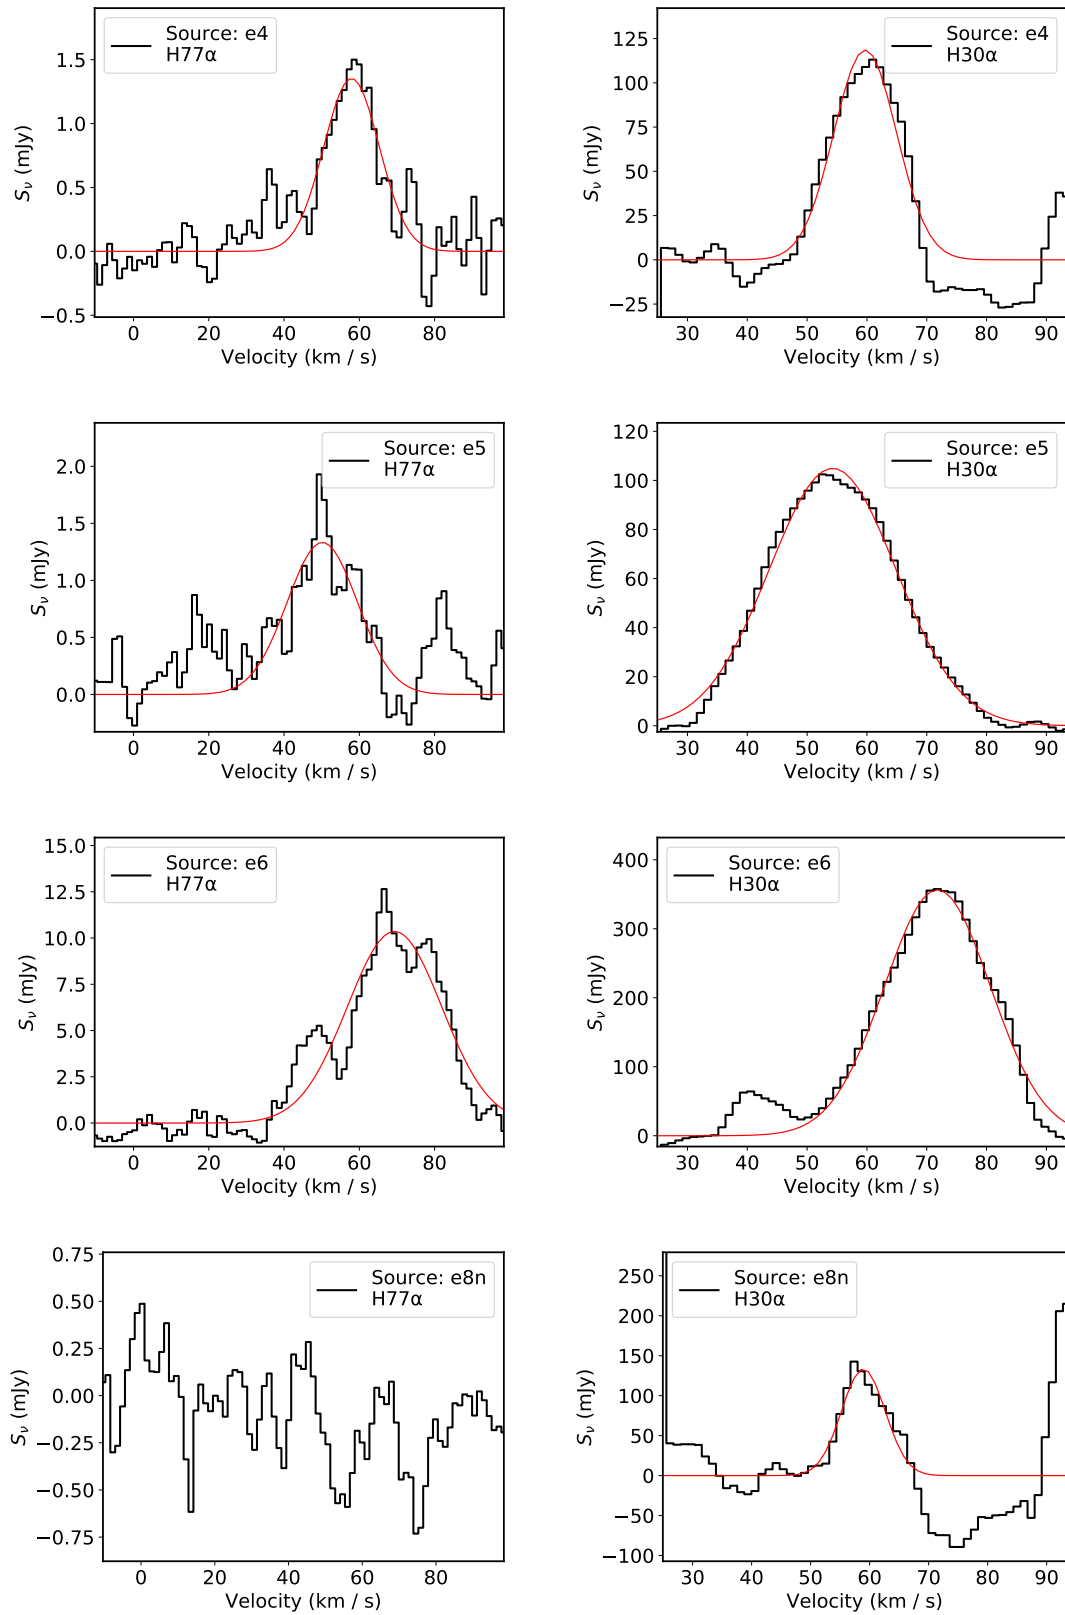 Source: e4
H77α
1.5
1.0
0.5
0.0
−0.5
S_ν (mJy)
0 20 40 60 80
Velocity (km / s)
Source: e4
H30α
125
100
75
50
25
0
−25
S_ν (mJy)
30 40 50 60 70 80 90
Velocity (km / s)
Source: e5
H77α
2.0
1.5
1.0
0.5
0.0
S_ν (mJy)
0 20 40 60 80
Velocity (km / s)
Source: e5
H30α
120
100
80
60
40
20
0
S_ν (mJy)
30 40 50 60 70 80 90
Velocity (km / s)
Source: e6
H77α
15.0
12.5
10.0
7.5
5.0
2.5
0.0
S_ν (mJy)
0 20 40 60 80
Velocity (km / s)
Source: e6
H30α
400
300
200
100
0
S_ν (mJy)
30 40 50 60 70 80 90
Velocity (km / s)
Source: e8n
H77α
0.75
0.50
0.25
0.00
−0.25
−0.50
−0.75
S_ν (mJy)
0 20 40 60 80
Velocity (km / s)
Source: e8n
H30α
250
200
150
100
50
0
−50
−100
S_ν (mJy)
30 40 50 60 70 80 90
Velocity (km / s)